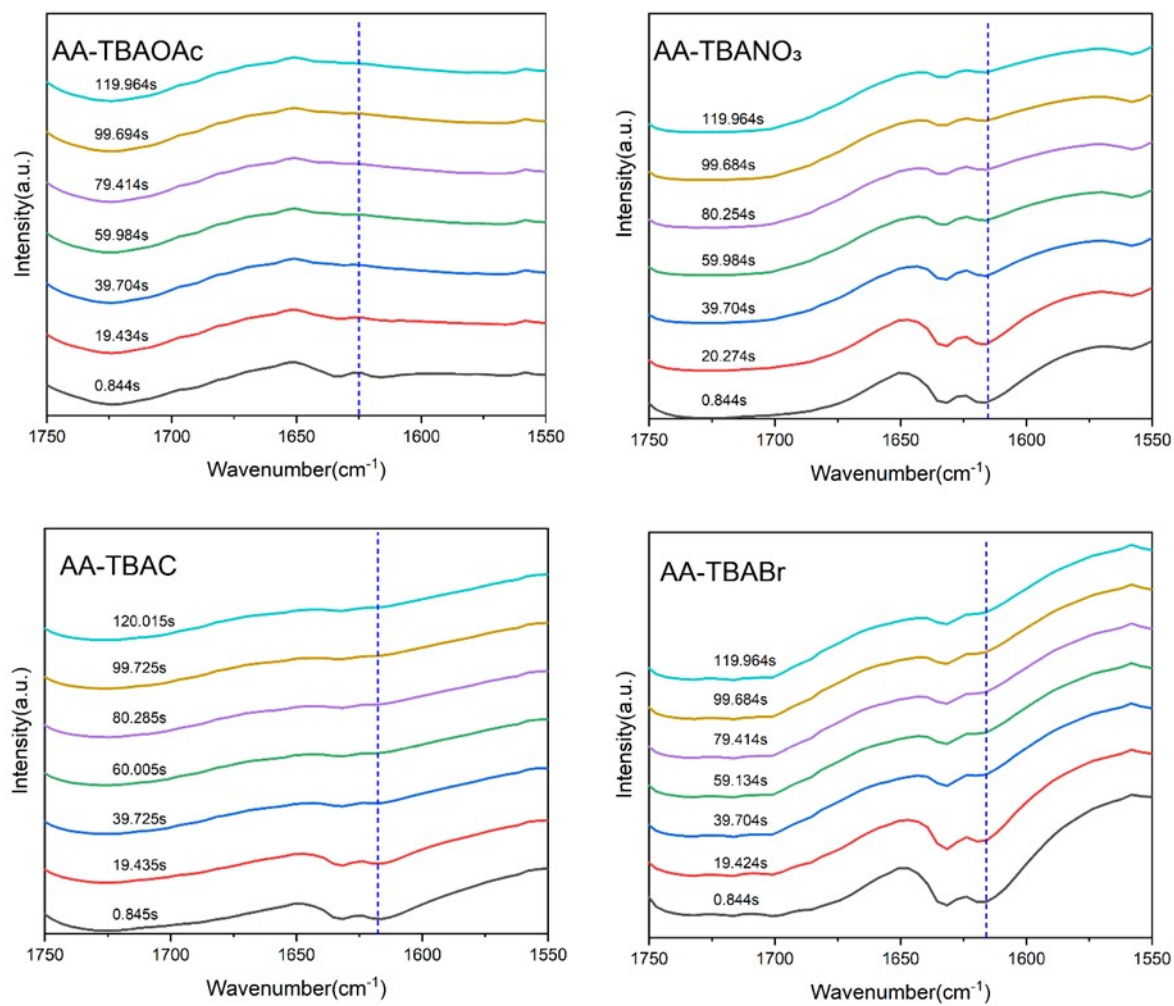 AA-TBAOAc
119.964s
99.694s
79.414s
59.984s
39.704s
19.434s
0.844s
Intensity(a.u.)
1750 1700 1650 1600 1550
Wavenumber(cm⁻¹)
AA-TBANO₃
119.964s
99.684s
80.254s
59.984s
39.704s
20.274s
0.844s
Intensity(a.u.)
1750 1700 1650 1600 1550
Wavenumber(cm⁻¹)
AA-TBAC
120.015s
99.725s
80.285s
60.005s
39.725s
19.435s
0.845s
Intensity(a.u.)
1750 1700 1650 1600 1550
Wavenumber(cm⁻¹)
AA-TBABr
119.964s
99.684s
79.414s
59.134s
39.704s
19.424s
0.844s
Intensity(a.u.)
1750 1700 1650 1600 1550
Wavenumber(cm⁻¹)